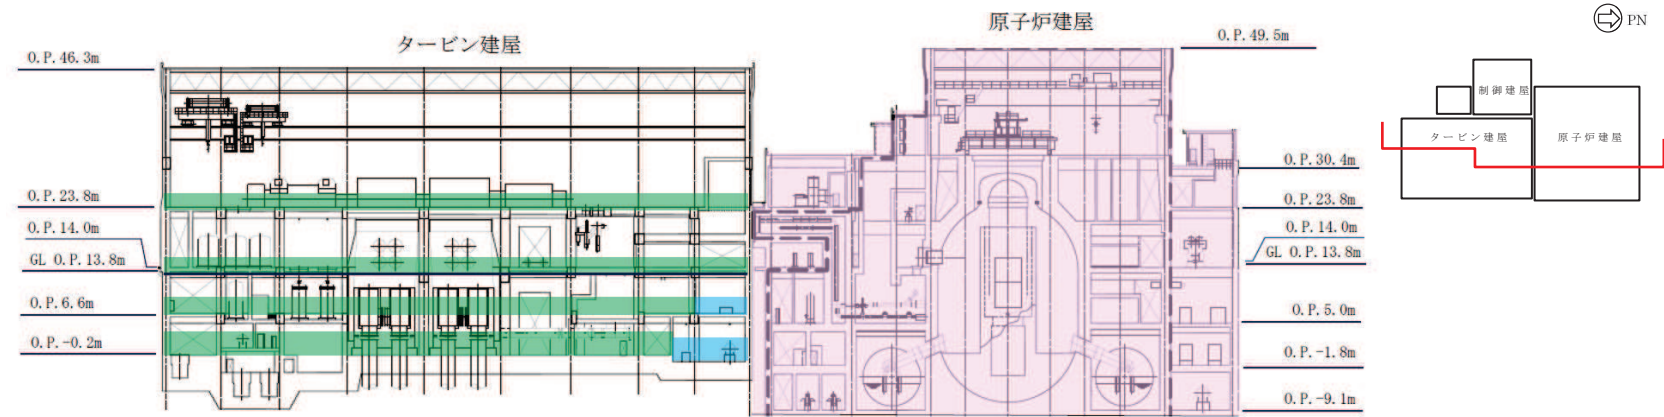 タービン建屋
原子炉建屋
O.P.46.3m
O.P.23.8m
O.P.14.0m
GL O.P.13.8m
O.P.6.6m
O.P.-0.2m
O.P.49.5m
O.P.30.4m
O.P.23.8m
O.P.14.0m
GL O.P.13.8m
O.P.5.0m
O.P.-1.8m
O.P.-9.1m
PN
制御建屋
タービン建屋
原子炉建屋